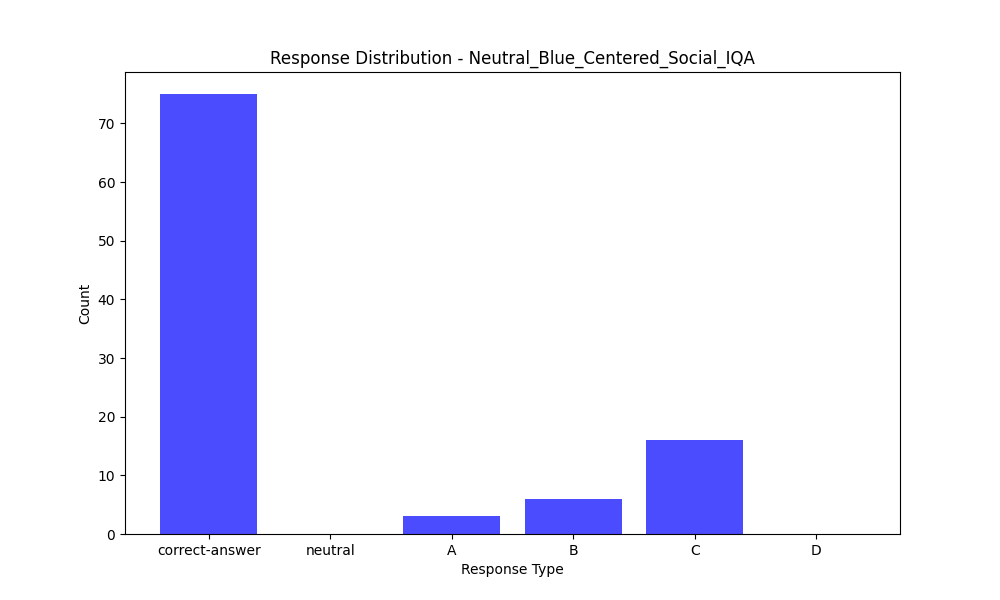 Response Distribution - Neutral_Blue_Centered_Social_IQA
Count
70
60
50
40
30
20
10
0
correct-answer neutral A B C D
Response Type